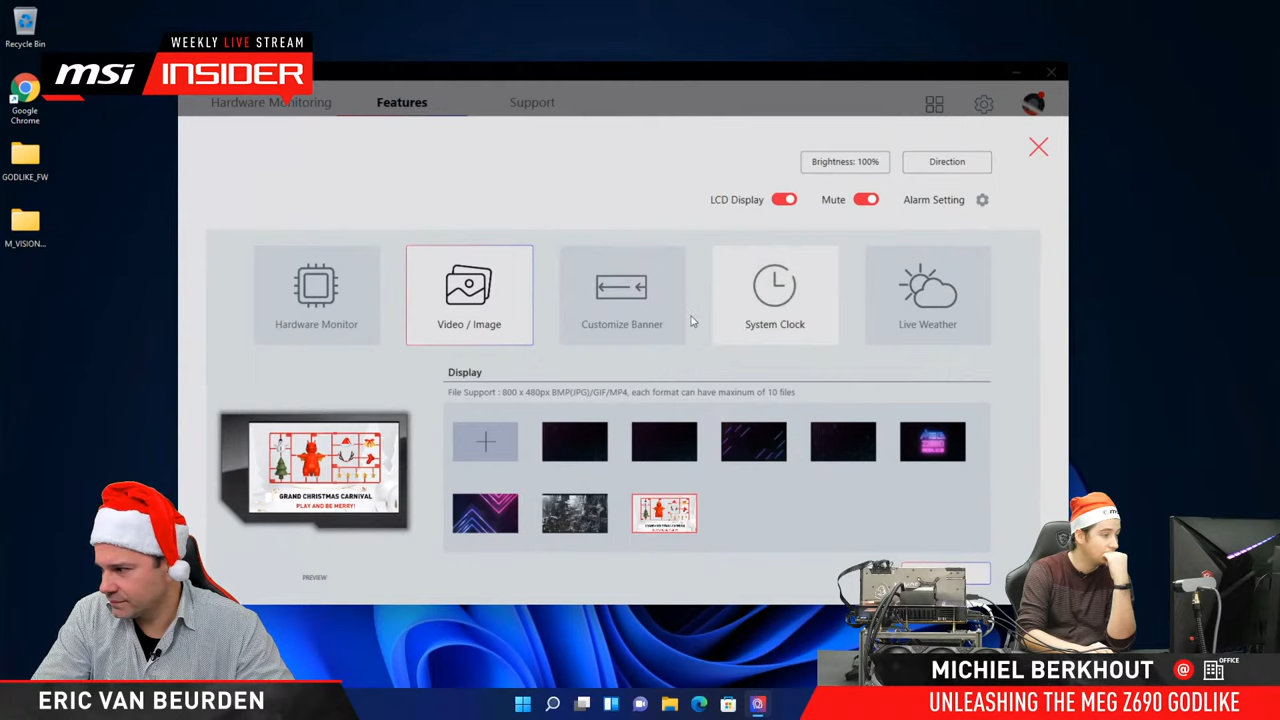 Recycle Bin
WEEKLY LIVE STREAM
msi INSIDER
Google
Chrome
GODLIKE_FW
M_VISION...
Hardware Monitoring
Features
Support
Brightness: 100%
Direction
LCD Display
Mute
Alarm Setting
Hardware Monitor
Video / Image
Customize Banner
System Clock
Live Weather
Display
File Support : 800 x 480px BMP(JPG)/GIF/MP4, each format can have maxinum of 10 files
GRAND CHRISTMAS CARNIVAL
PLAY AND BE MERRY!
PREVIEW
ERIC VAN BEURDEN
MICHIEL BERKHOUT @ OFFICE
UNLEASHING THE MEG Z690 GODLIKE